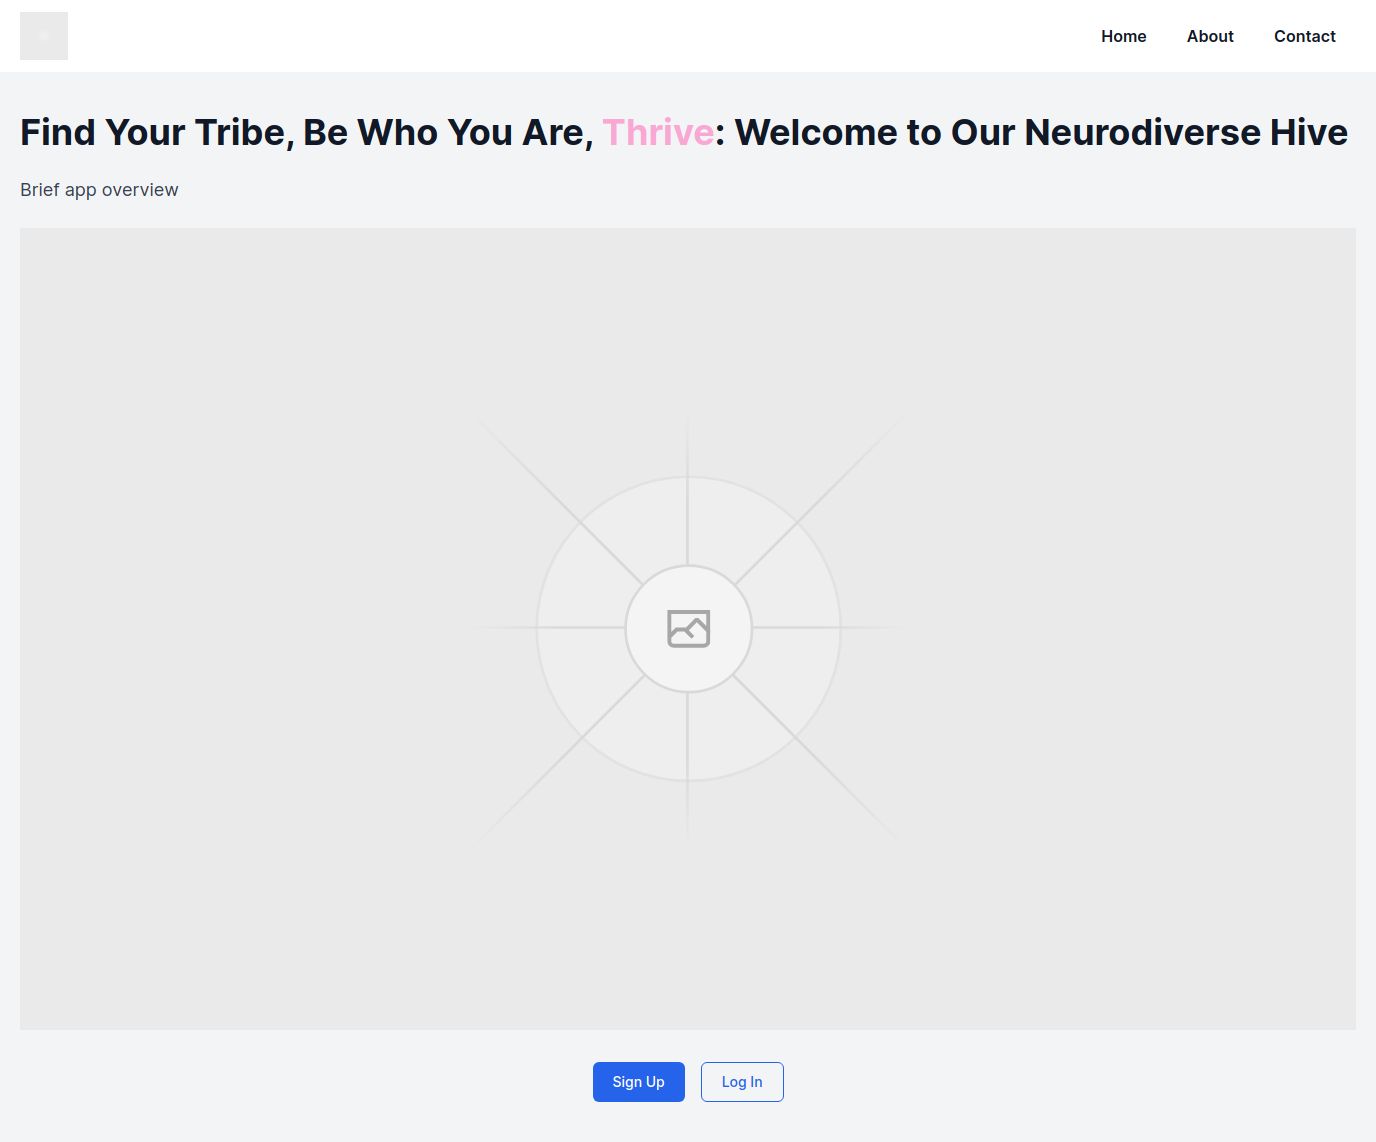 Home About Contact
Find Your Tribe, Be Who You Are, Thrive: Welcome to Our Neurodiverse Hive
Brief app overview
Sign Up Log In